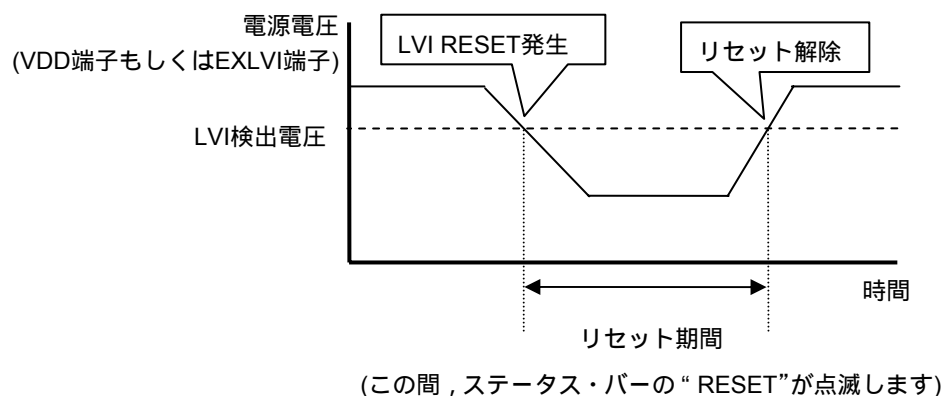 電源電圧
(VDD端子もしくはEXLVI端子)
LVI RESET発生
リセット解除
LVI検出電圧
時間
リセット期間
(この間 , ステータス・バーの “ RESET”が点滅します)